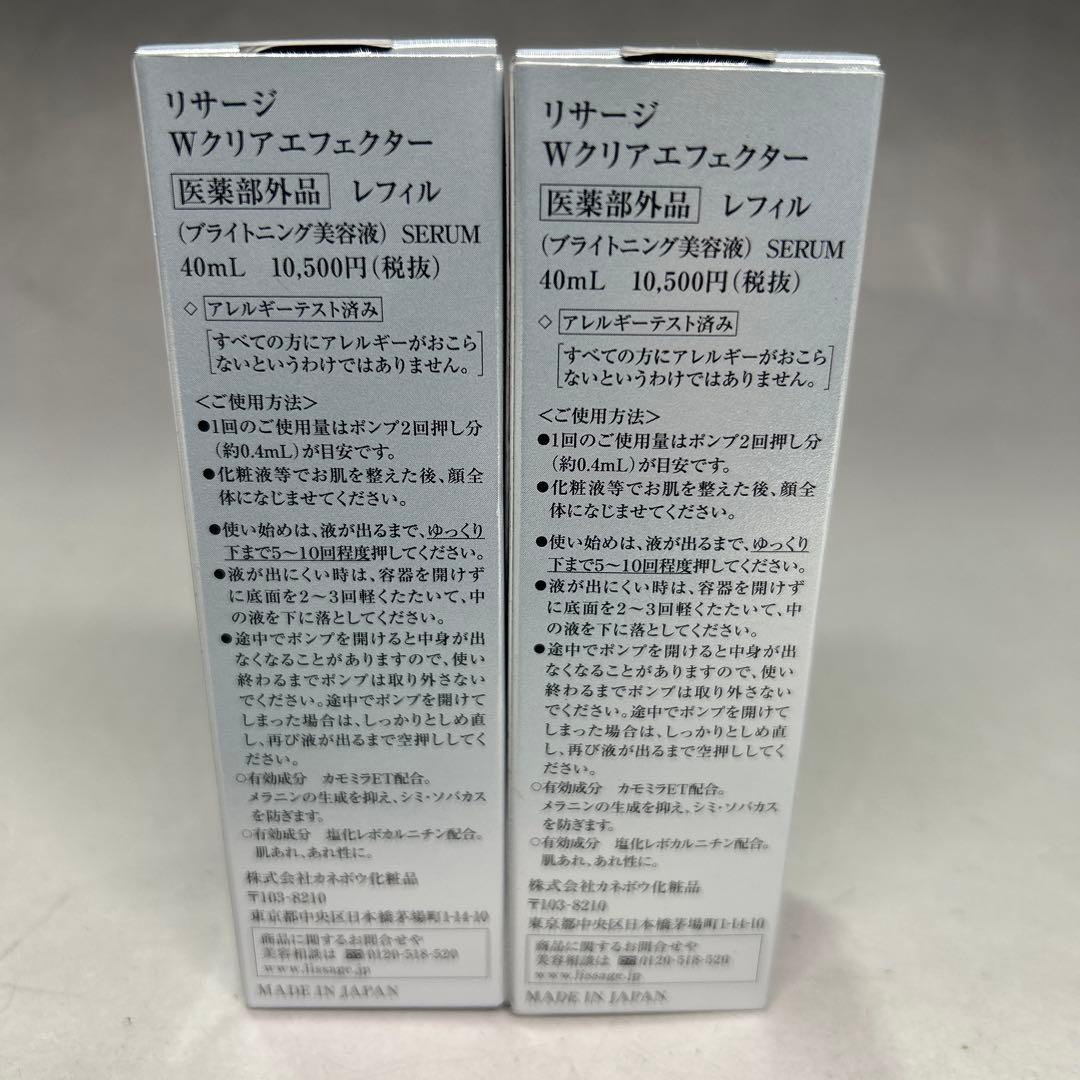 リサージ
Wクリアエフェクター
医薬部外品 レフィル
(ブライトニング美容液) SERUM
40mL 10,500円(税抜)
◇ アレルギーテスト済み
[すべての方にアレルギーがおこら
ないというわけではありません。]
<ご使用方法>
●1回のご使用量はポンプ2回押し分
(約0.4mL)が目安です。
●化粧液等でお肌を整えた後、顔全
体になじませてください。
●使い始めは、液が出るまで、ゆっくり
下まで5〜10回程度押してください。
●液が出にくい時は、容器を開けず
に底面を2〜3回軽くたたいて、中
の液を下に落としてください。
●途中でポンプを開けると中身が出
なくなることがありますので、使い
終わるまでポンプは取り外さない
でください。途中でポンプを開けて
しまった場合は、しっかりとしめ直
し、再び液が出るまで空押ししてく
ださい。
○有効成分 カモミラET配合。
メラニンの生成を抑え、シミ・ソバカス
を防ぎます。
○有効成分 塩化レボカルニチン配合。
肌あれ、あれ性に。
株式会社カネボウ化粧品
〒103-8210
東京都中央区日本橋茅場町1-14-10
商品に関するお問合せや
美容相談は ☎0120-518-520
www.lissage.jp
MADE IN JAPAN
リサージ
Wクリアエフェクター
医薬部外品 レフィル
(ブライトニング美容液) SERUM
40mL 10,500円(税抜)
◇ アレルギーテスト済み
[すべての方にアレルギーがおこら
ないというわけではありません。]
<ご使用方法>
●1回のご使用量はポンプ2回押し分
(約0.4mL)が目安です。
●化粧液等でお肌を整えた後、顔全
体になじませてください。
●使い始めは、液が出るまで、ゆっくり
下まで5〜10回程度押してください。
●液が出にくい時は、容器を開けず
に底面を2〜3回軽くたたいて、中
の液を下に落としてください。
●途中でポンプを開けると中身が出
なくなることがありますので、使い
終わるまでポンプは取り外さない
でください。途中でポンプを開けて
しまった場合は、しっかりとしめ直
し、再び液が出るまで空押ししてく
ださい。
○有効成分 カモミラET配合。
メラニンの生成を抑え、シミ・ソバカス
を防ぎます。
○有効成分 塩化レボカルニチン配合。
肌あれ、あれ性に。
株式会社カネボウ化粧品
〒103-8210
東京都中央区日本橋茅場町1-14-10
商品に関するお問合せや
美容相談は ☎0120-518-520
www.lissage.jp
MADE IN JAPAN